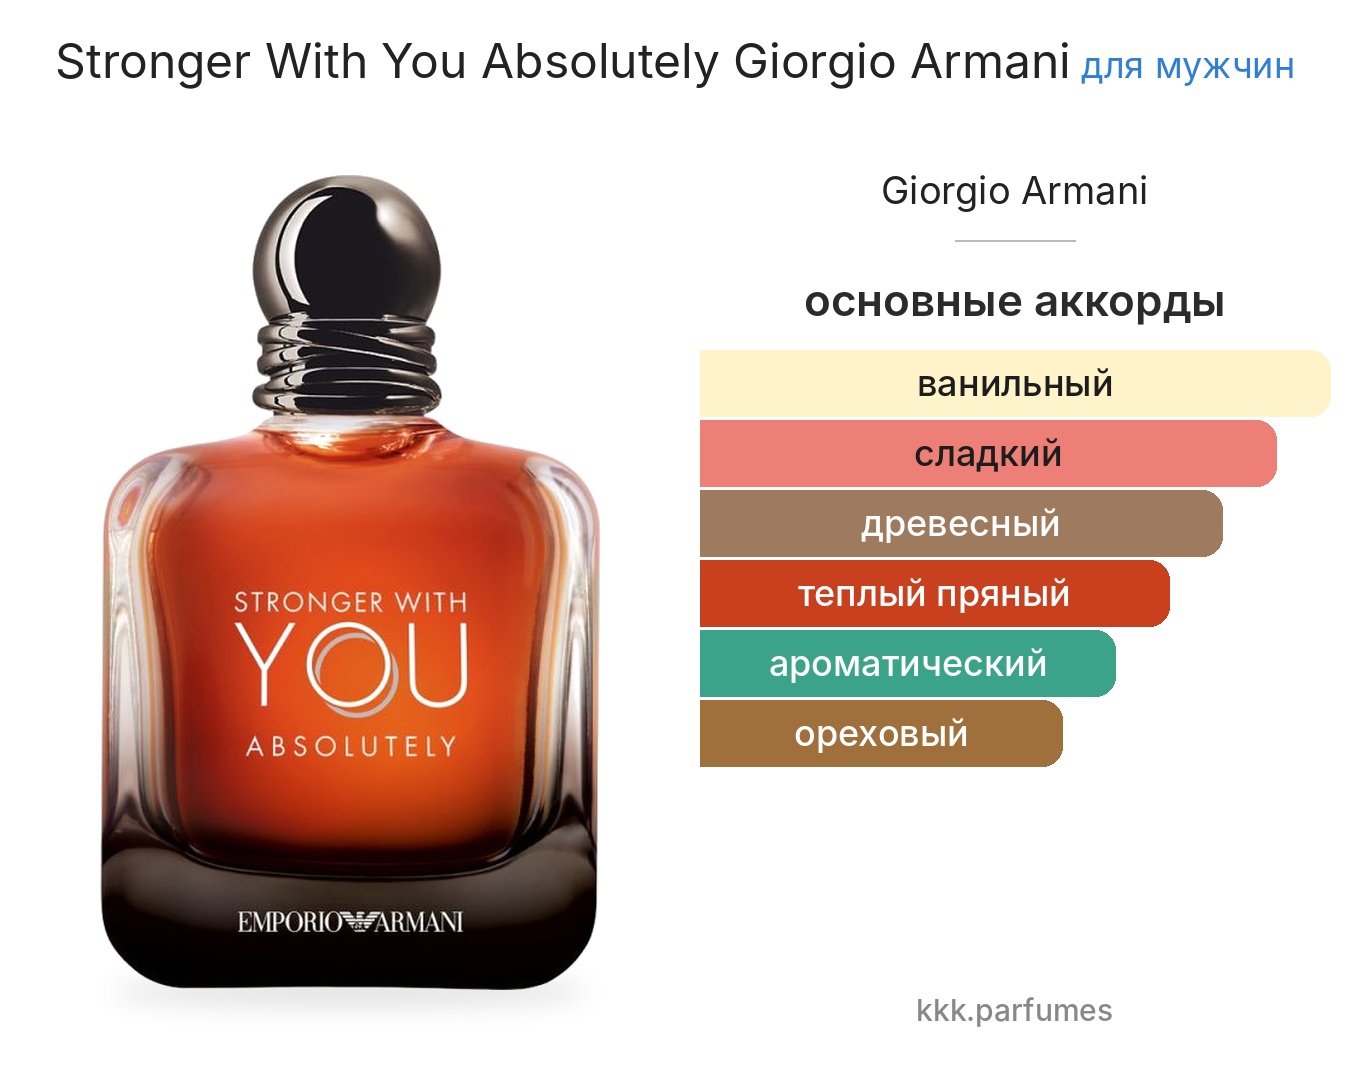 Stronger With You Absolutely Giorgio Armani для мужчин
Giorgio Armani
основные аккорды
ванильный
сладкий
древесный
теплый пряный
ароматический
ореховый
STRONGER WITH
YOU
ABSOLUTELY
EMPORIO ARMANI
kkk.parfumes